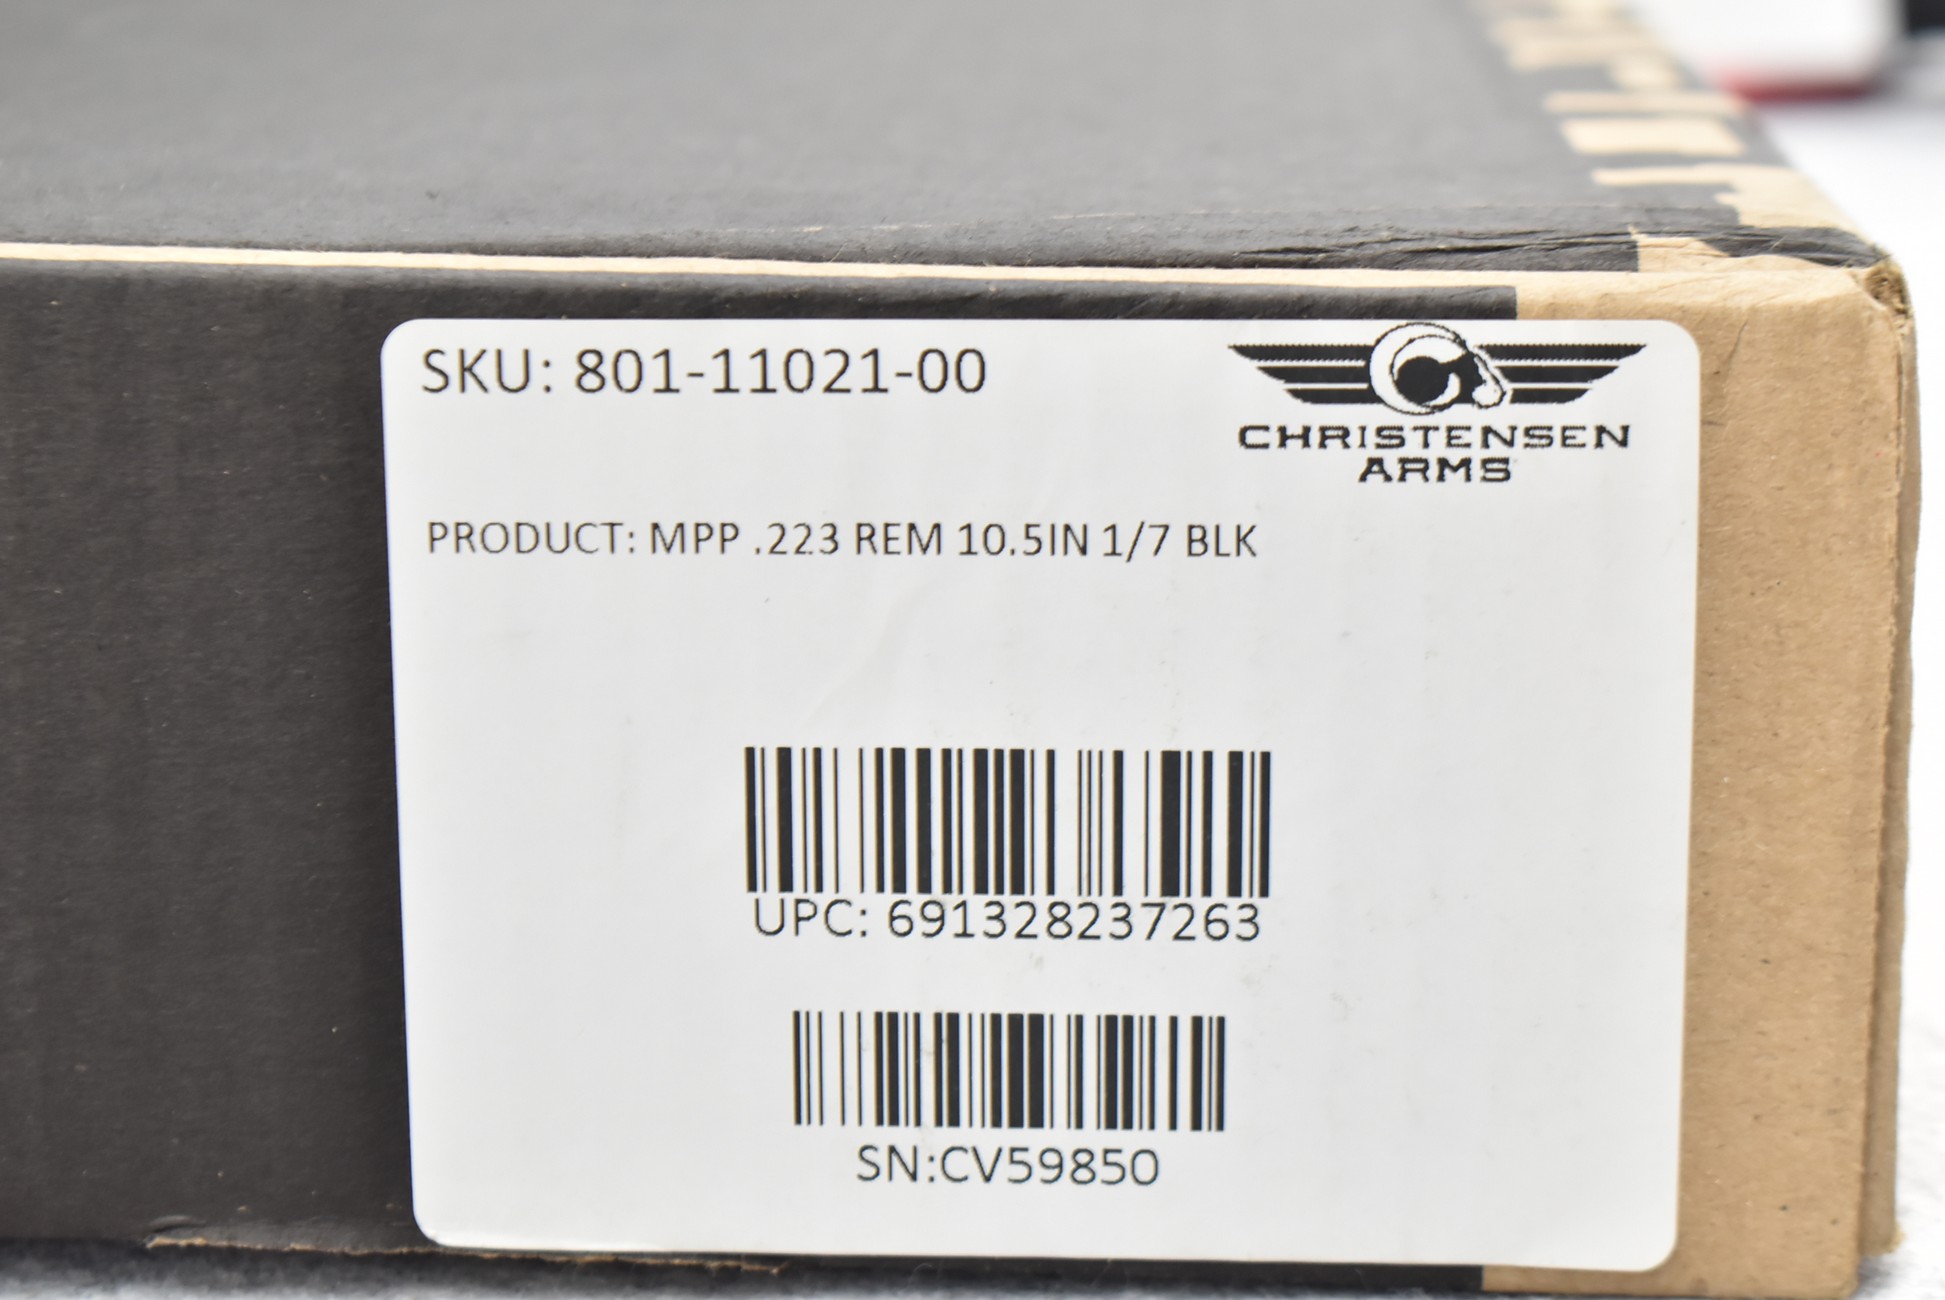 SKU: 801-11021-00
CHRISTENSEN
ARMS
PRODUCT: MPP .223 REM 10.5IN 1/7 BLK
UPC: 691328237263
SN:CV59850